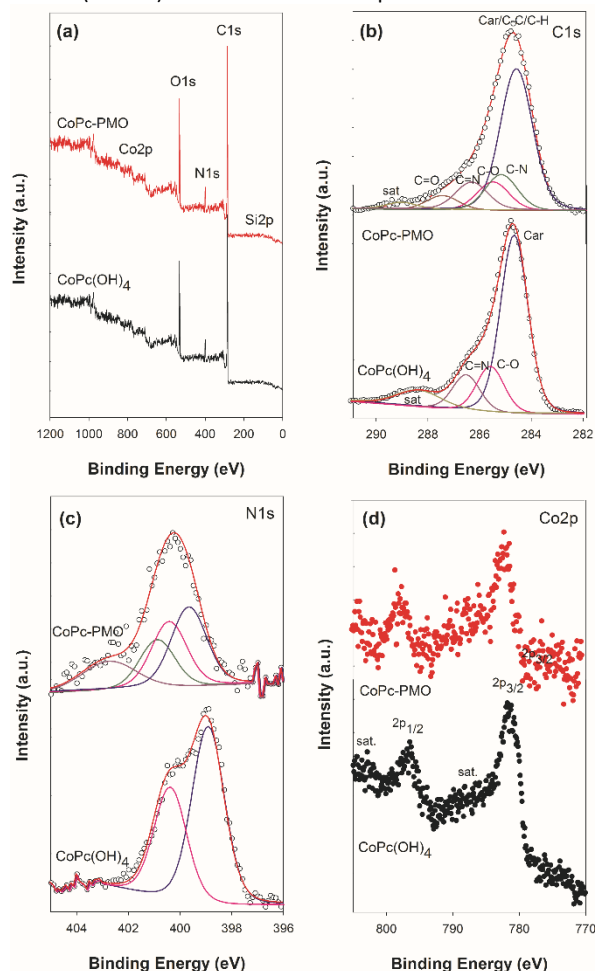 (a)
C1s
O1s
CoPc-PMO
Co2p
N1s
Si2p
CoPc(OH)4
Intensity (a.u.)
1200 1000 800 600 400 200 0
Binding Energy (eV)
(b)
Car/C-C/C-H
C1s
C=O
C=N
C-O
C-N
sat
CoPc-PMO
Car
CoPc(OH)4
C=N
C-O
sat
Intensity (a.u.)
290 288 286 284 282
Binding Energy (eV)
(c)
N1s
CoPc-PMO
CoPc(OH)4
Intensity (a.u.)
404 402 400 398 396
Binding Energy (eV)
(d)
Co2p
2p3/2
CoPc-PMO
2p3/2
2p1/2
sat.
sat.
CoPc(OH)4
Intensity (a.u.)
800 790 780 770
Binding Energy (eV)